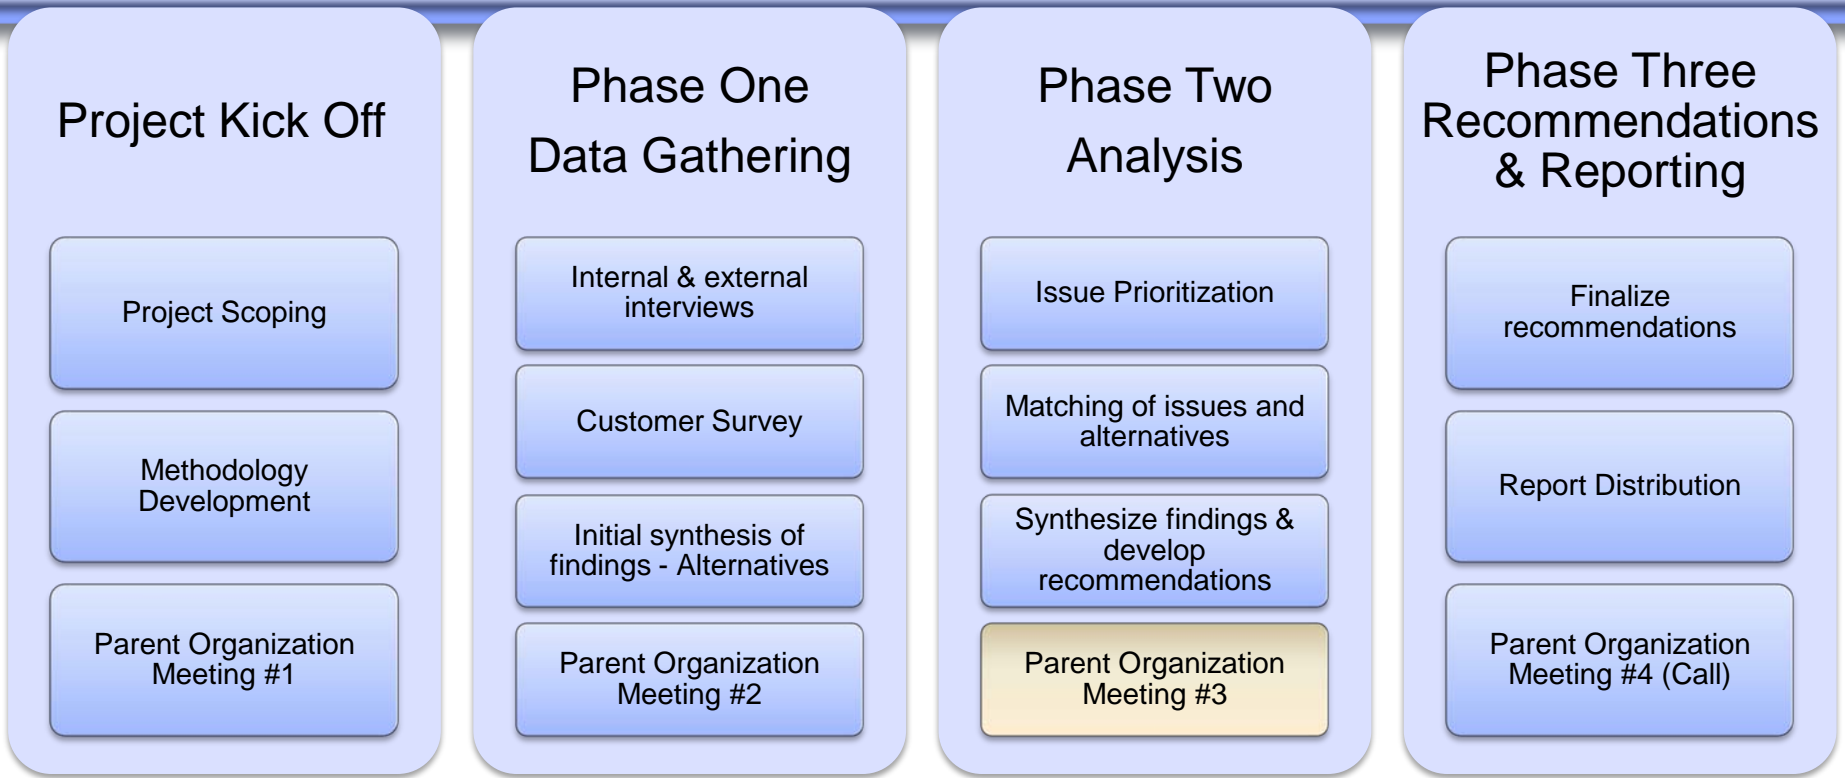 Project Kick Off
Project Scoping
Methodology
Development
Parent Organization
Meeting #1
Phase One
Data Gathering
Internal & external
interviews
Customer Survey
Initial synthesis of
findings - Alternatives
Parent Organization
Meeting #2
Phase Two
Analysis
Issue Prioritization
Matching of issues and
alternatives
Synthesize findings &
develop
recommendations
Parent Organization
Meeting #3
Phase Three
Recommendations
& Reporting
Finalize
recommendations
Report Distribution
Parent Organization
Meeting #4 (Call)